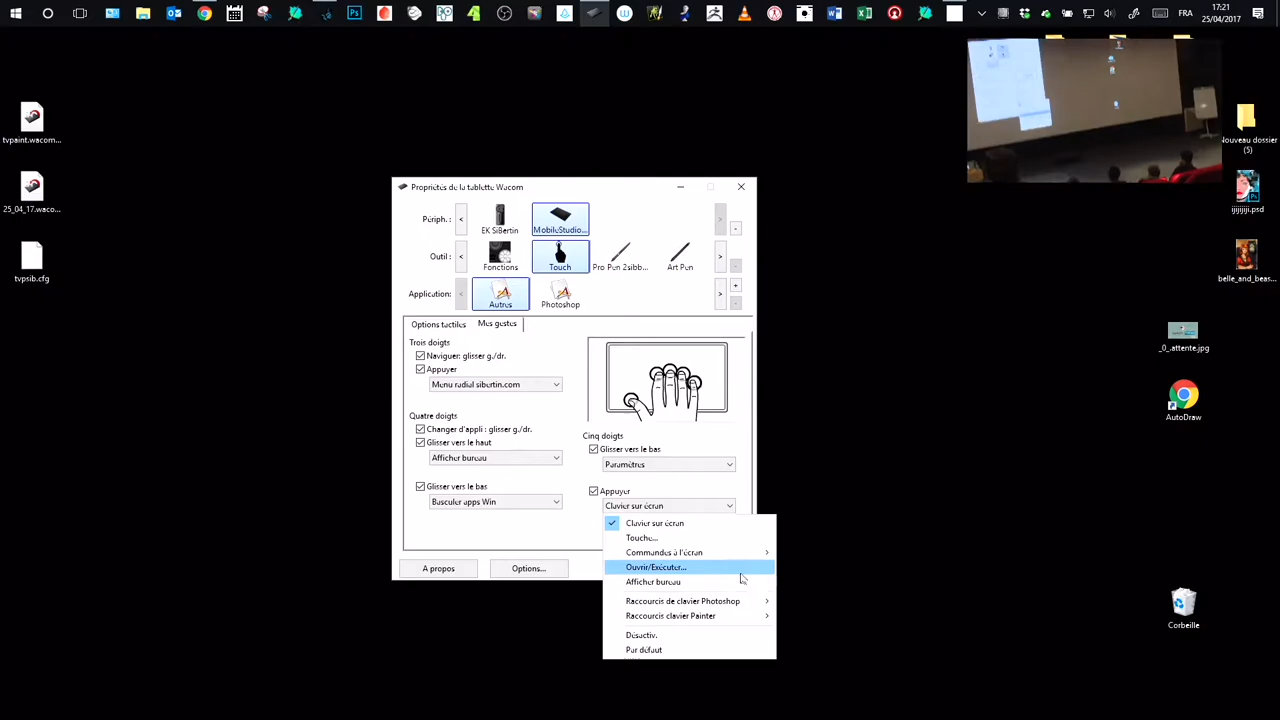 FRA
17:21
25/04/2017
tvpaint.wacom...
25_04_17.waco...
tvpsib.cfg
Propriétés de la tablette Wacom
Périph. :
EK SiBertin
MobileStudio...
Outil :
Fonctions
Touch
Pro Pen 2sibb...
Art Pen
Application:
Autres
Photoshop
Options tactiles
Mes gestes
Trois doigts
Naviguer: glisser g./dr.
Appuyer
Menu radial sibertin.com
Quatre doigts
Changer d'appli : glisser g./dr.
Glisser vers le haut
Afficher bureau
Glisser vers le bas
Basculer apps Win
Cinq doigts
Glisser vers le bas
Paramètres
Appuyer
Clavier sur écran
Clavier sur écran
Touche...
Commandes à l'écran
Ouvrir/Exécuter...
Afficher bureau
Raccourcis de clavier Photoshop
Raccourcis clavier Painter
Désactiv.
Par défaut
A propos
Options...
Nouveau dossier
(5)
ijijijiji.psd
belle_and_beas...
_0_.attente.jpg
AutoDraw
Corbeille